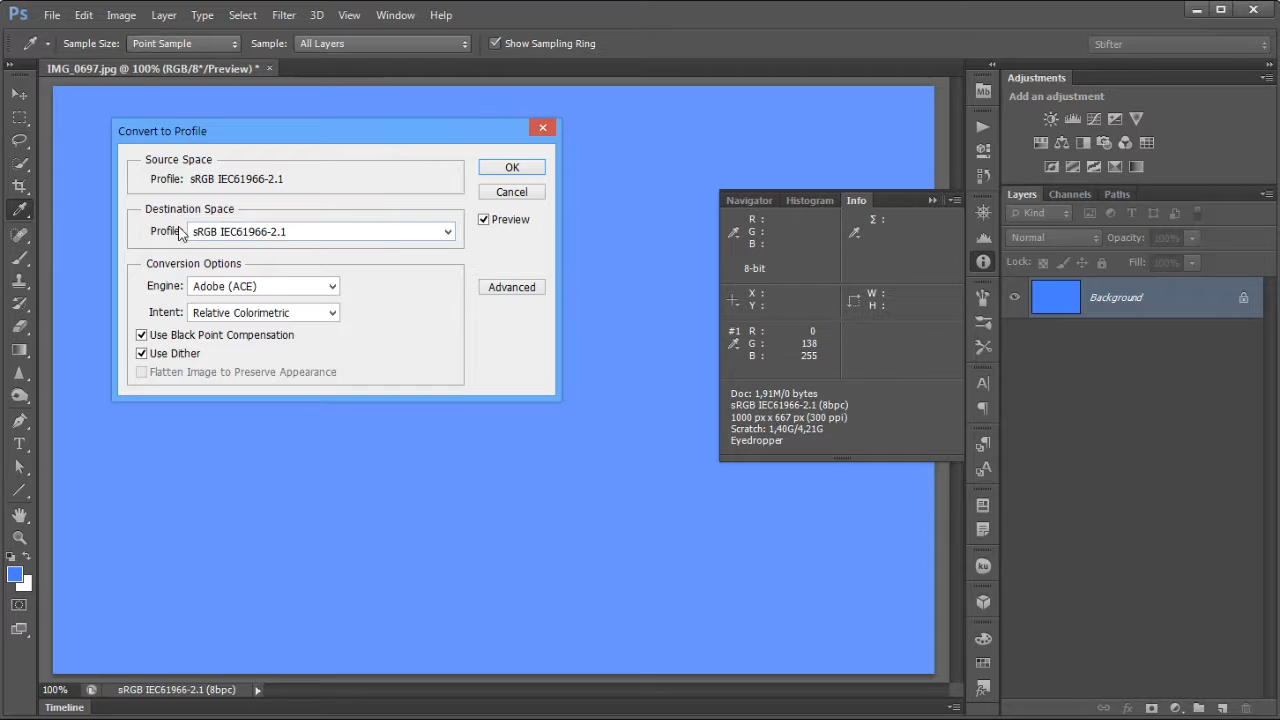 Ps File Edit Image Layer Type Select Filter 3D View Window Help
Sample Size: Point Sample Sample: All Layers Show Sampling Ring Stifter
IMG_0697.jpg @ 100% (RGB/8*/Preview) * ×
Convert to Profile
Source Space
Profile: sRGB IEC61966-2.1
Destination Space
Profile: sRGB IEC61966-2.1
Conversion Options
Engine: Adobe (ACE)
Intent: Relative Colorimetric
Use Black Point Compensation
Use Dither
Flatten Image to Preserve Appearance
OK
Cancel
Preview
Advanced
Navigator Histogram Info
R :
G :
B :
Σ :
8-bit
X :
Y :
W :
H :
#1 R : 0
G : 138
B : 255
Doc: 1,91M/0 bytes
sRGB IEC61966-2.1 (8bpc)
1000 px x 667 px (300 ppi)
Scratch: 1,40G/4,21G
Eyedropper
Mb
ku
Adjustments
Add an adjustment
Layers Channels Paths
Kind
Normal Opacity: 100%
Lock: Fill: 100%
Background
100% sRGB IEC61966-2.1 (8bpc)
Timeline